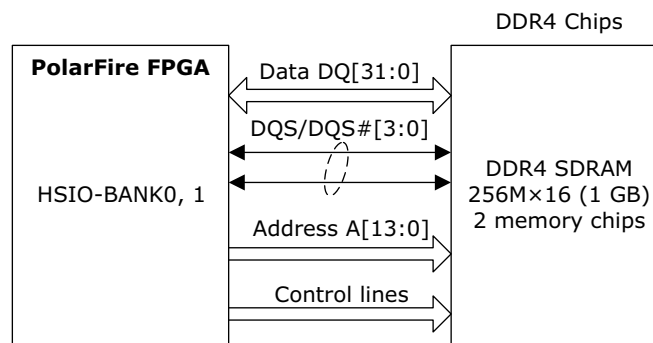 DDR4 Chips
PolarFire FPGA
Data DQ[31:0]
DQS/DQS#[3:0]
HSIO-BANK0, 1
DDR4 SDRAM
256M×16 (1 GB)
2 memory chips
Address A[13:0]
Control lines